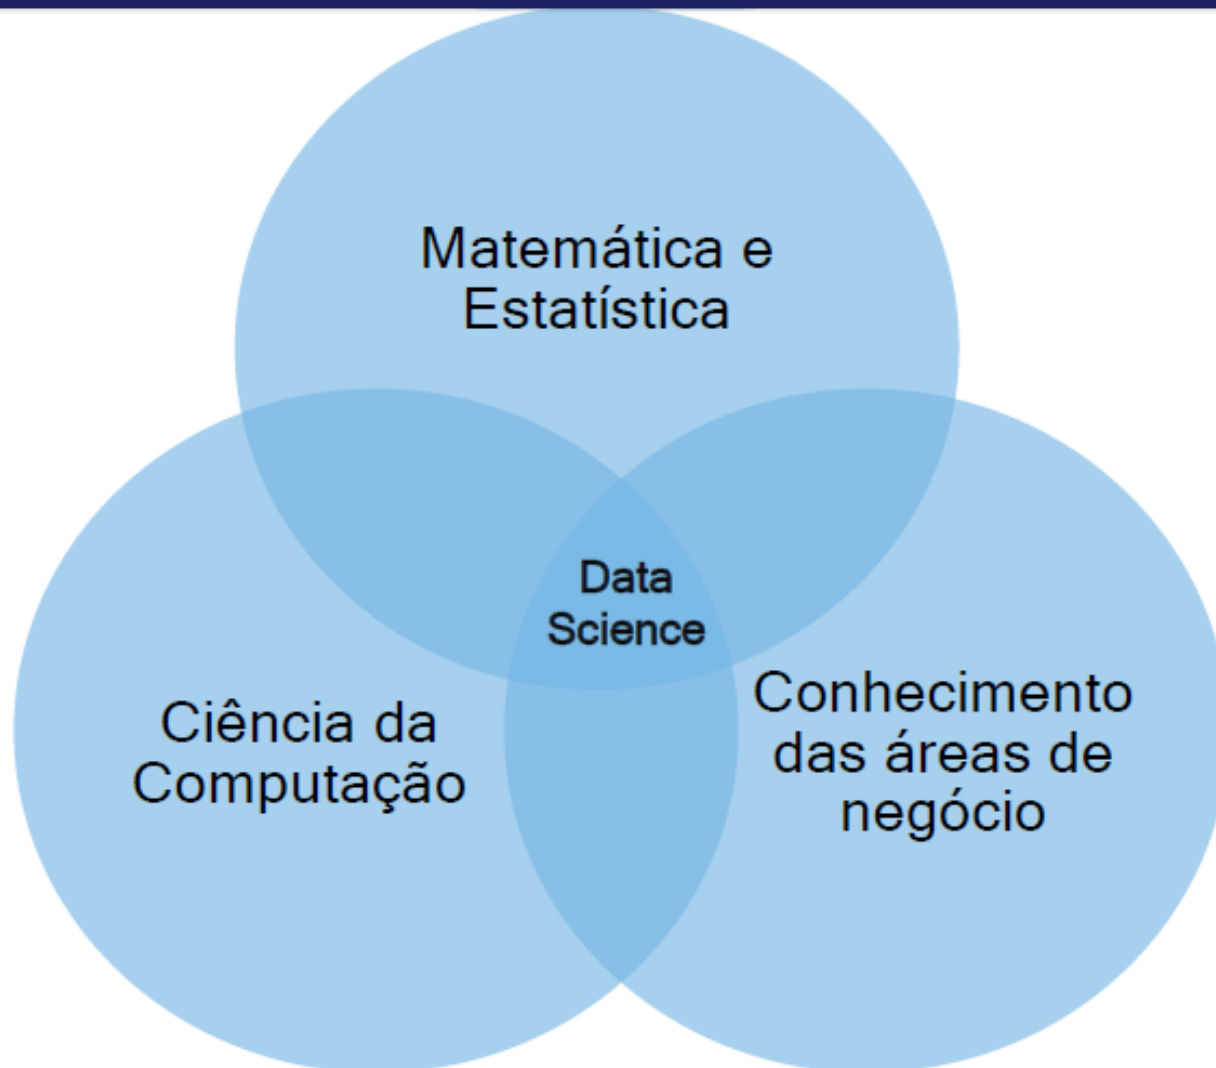 Matemática e
Estatística
Data
Science
Ciência da
Computação
Conhecimento
das áreas de
negócio